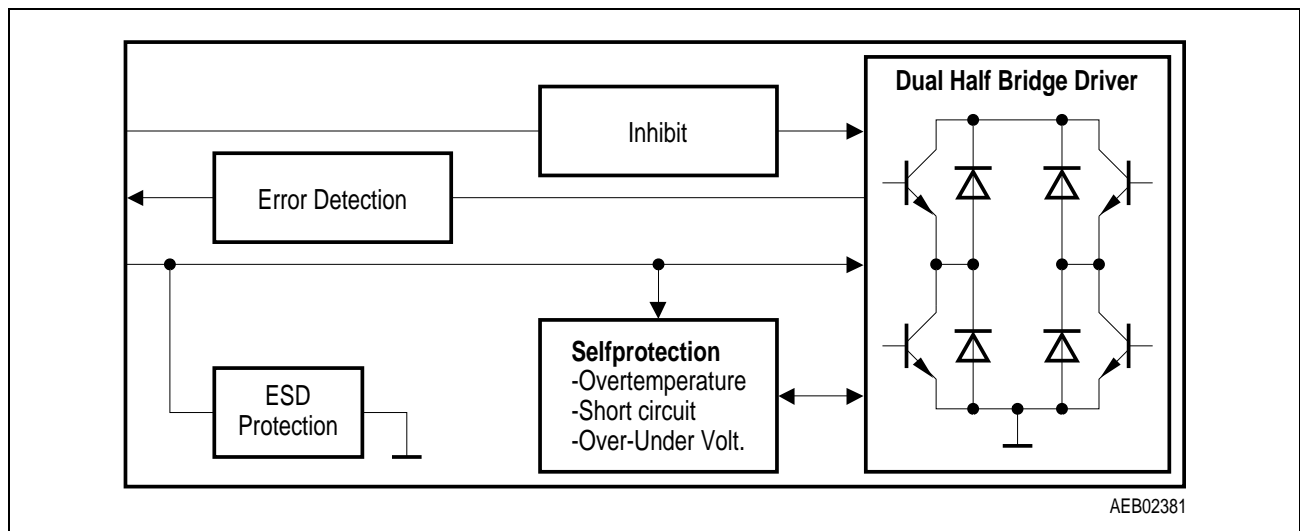 Dual Half Bridge Driver
Inhibit
Error Detection
Selfprotection
-Overtemperature
-Short circuit
-Over-Under Volt.
ESD
Protection
AEB02381